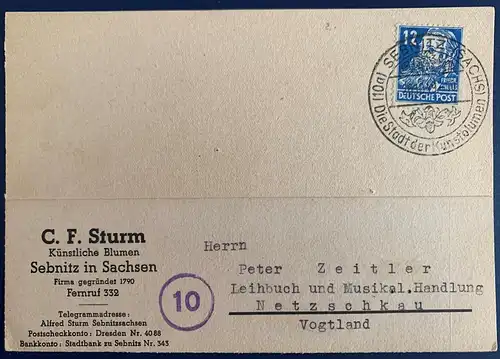 12
DEUTSCHE POST
(10a) SEBNITZ (SACHS)
Die Stadt der Kunstblumen
C. F. Sturm
Künstliche Blumen
Sebnitz in Sachsen
Firma gegründet 1790
Fernruf 332
Telegrammadresse:
Alfred Sturm Sebnitzsachsen
Postscheckkonto: Dresden Nr. 4088
Bankkonto: Stadtbank zu Sebnitz Nr. 345
10
Herrn
Peter Zeitler
Leihbuch und Musikal.Handlung
Netzschkau
Vogtland